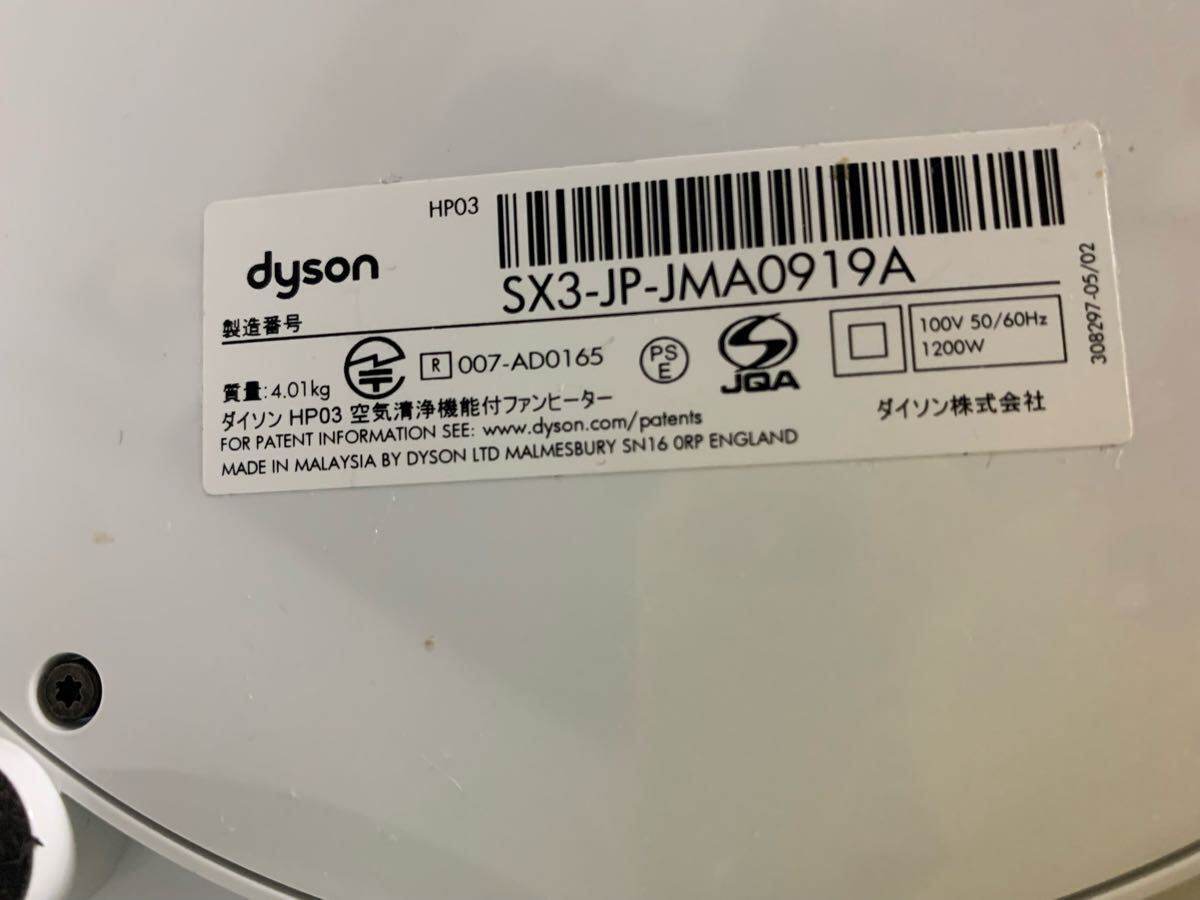 HP03
dyson
SX3-JP-JMA0919A
製造番号
R 007-AD0165
PS E
JQA
100V 50/60Hz
1200W
308297-05/02
質量:4.01kg
ダイソン HP03 空気清浄機能付ファンヒーター
ダイソン株式会社
FOR PATENT INFORMATION SEE: www.dyson.com/patents
MADE IN MALAYSIA BY DYSON LTD MALMESBURY SN16 0RP ENGLAND